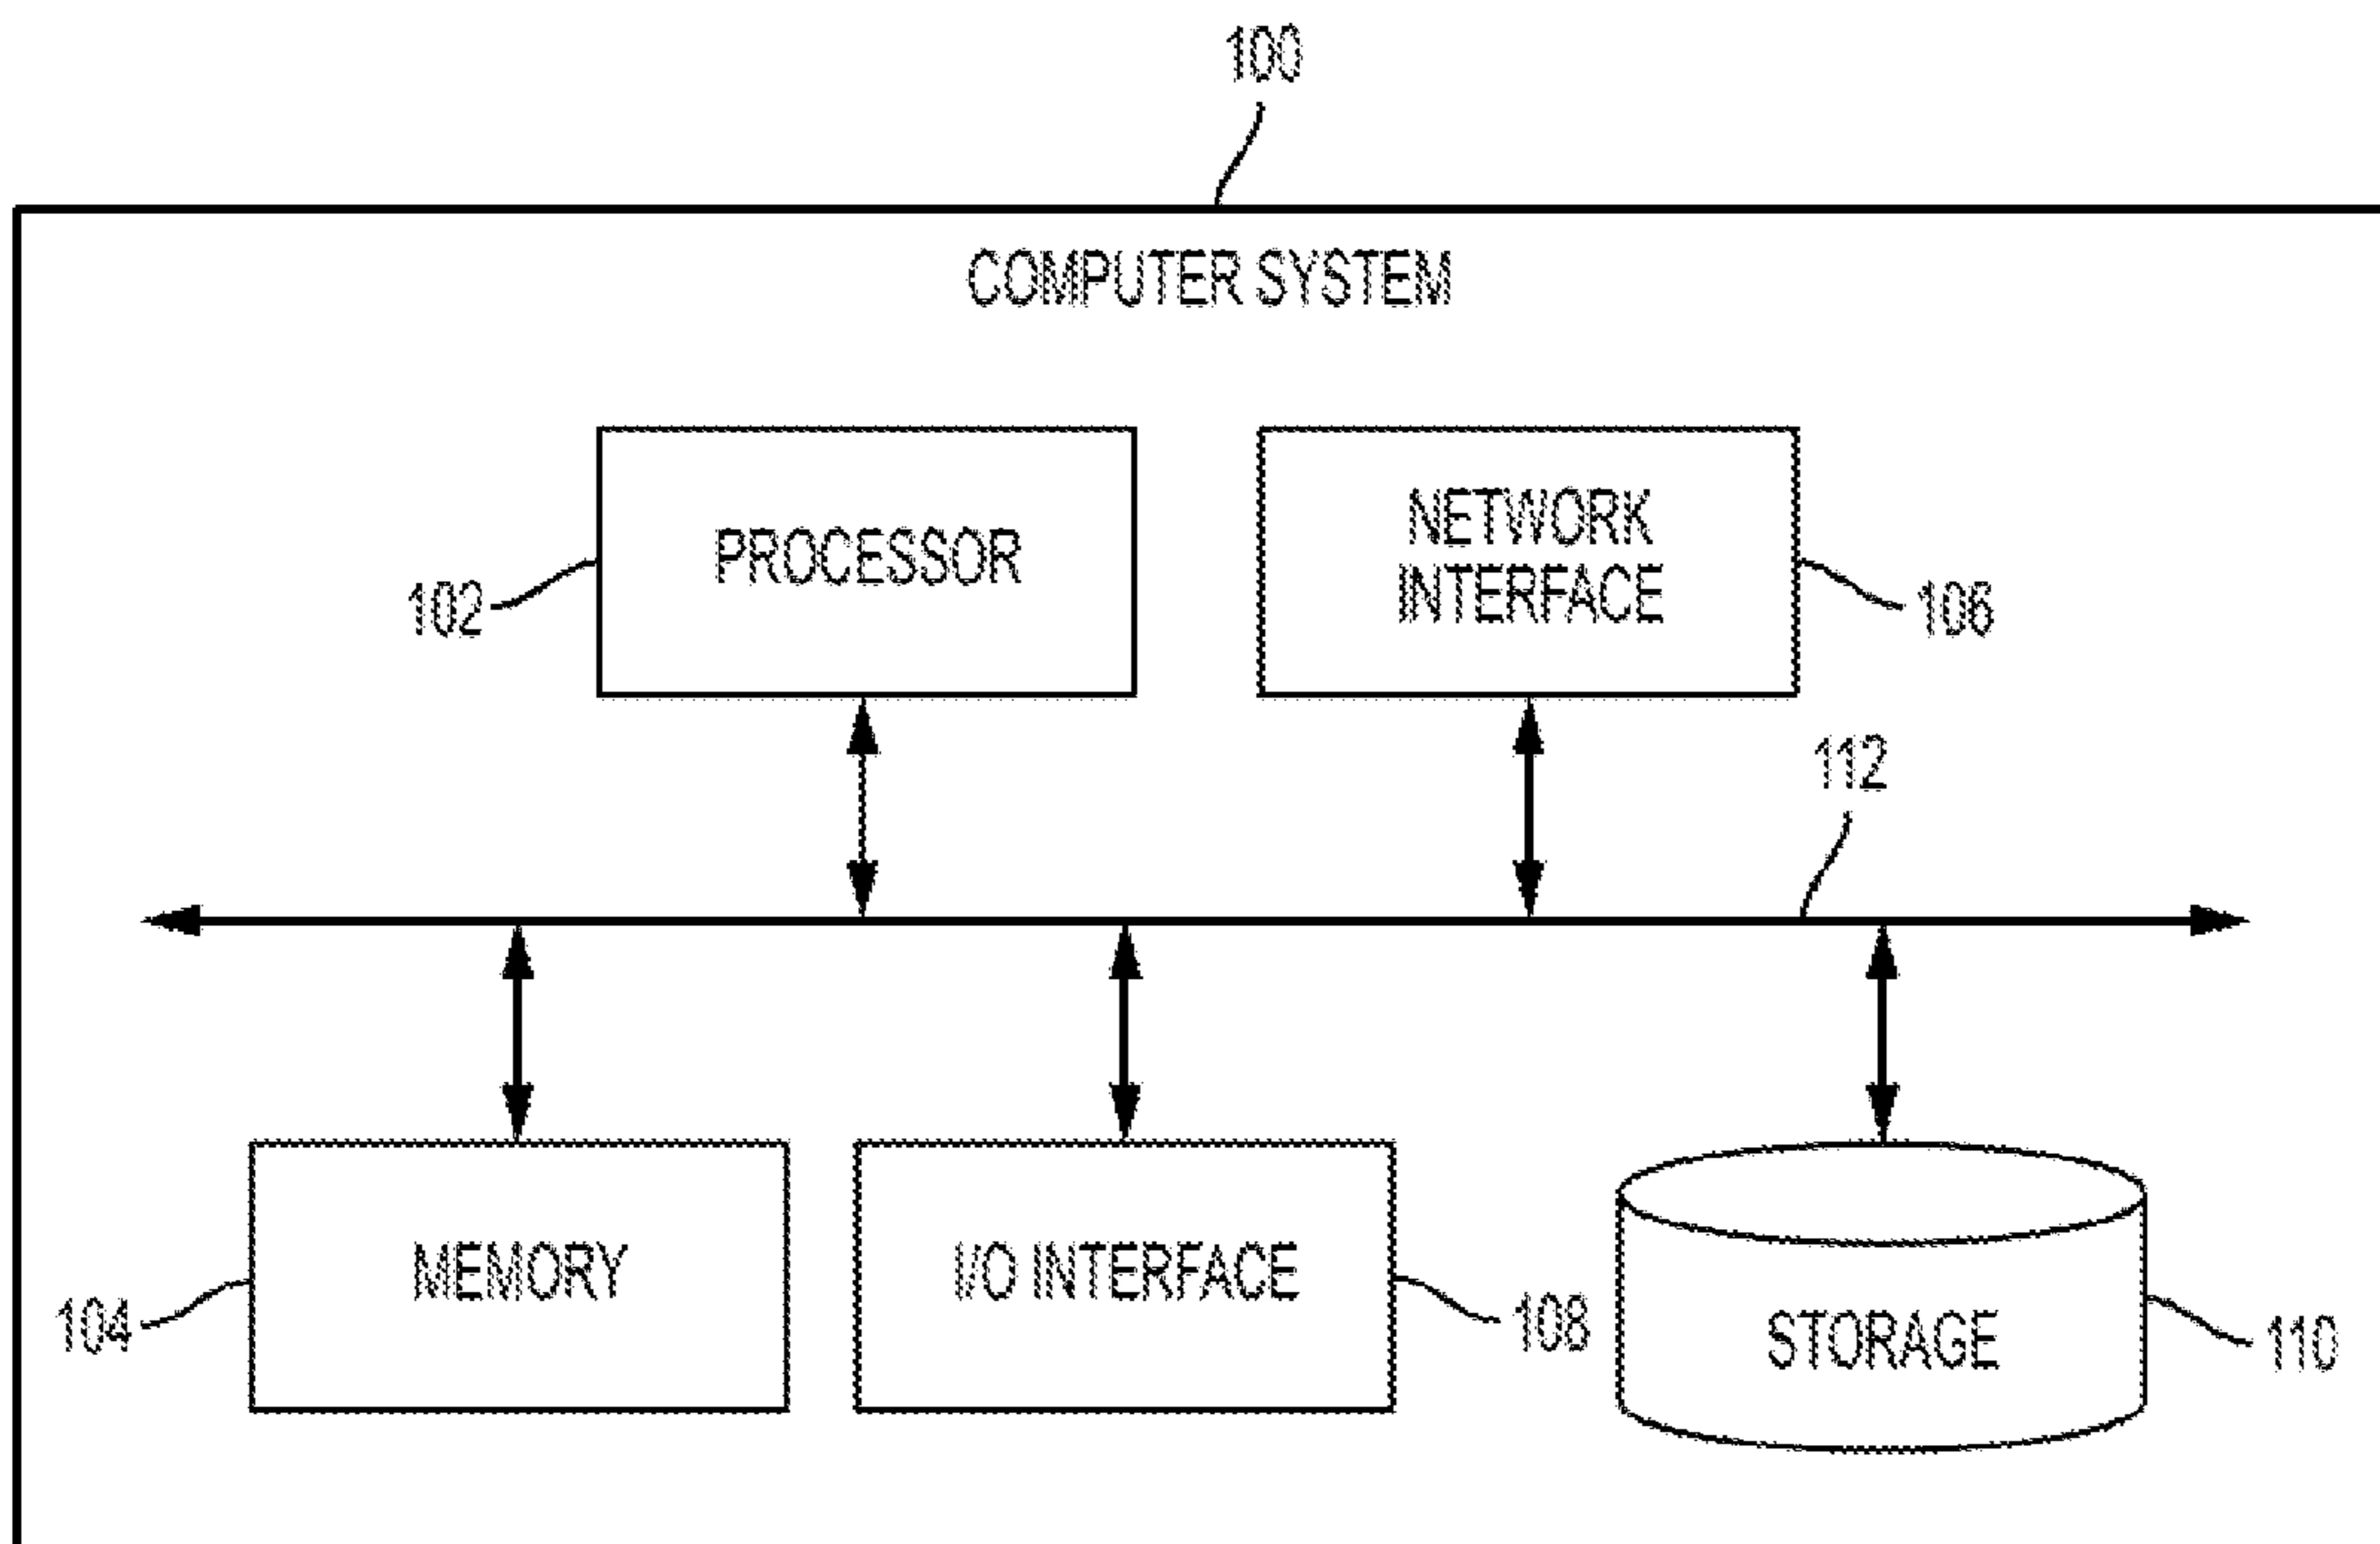 100
COMPUTER SYSTEM
PROCESSOR
NETWORK
INTERFACE
102
106
112
MEMORY
I/O INTERFACE
STORAGE
104
108
110